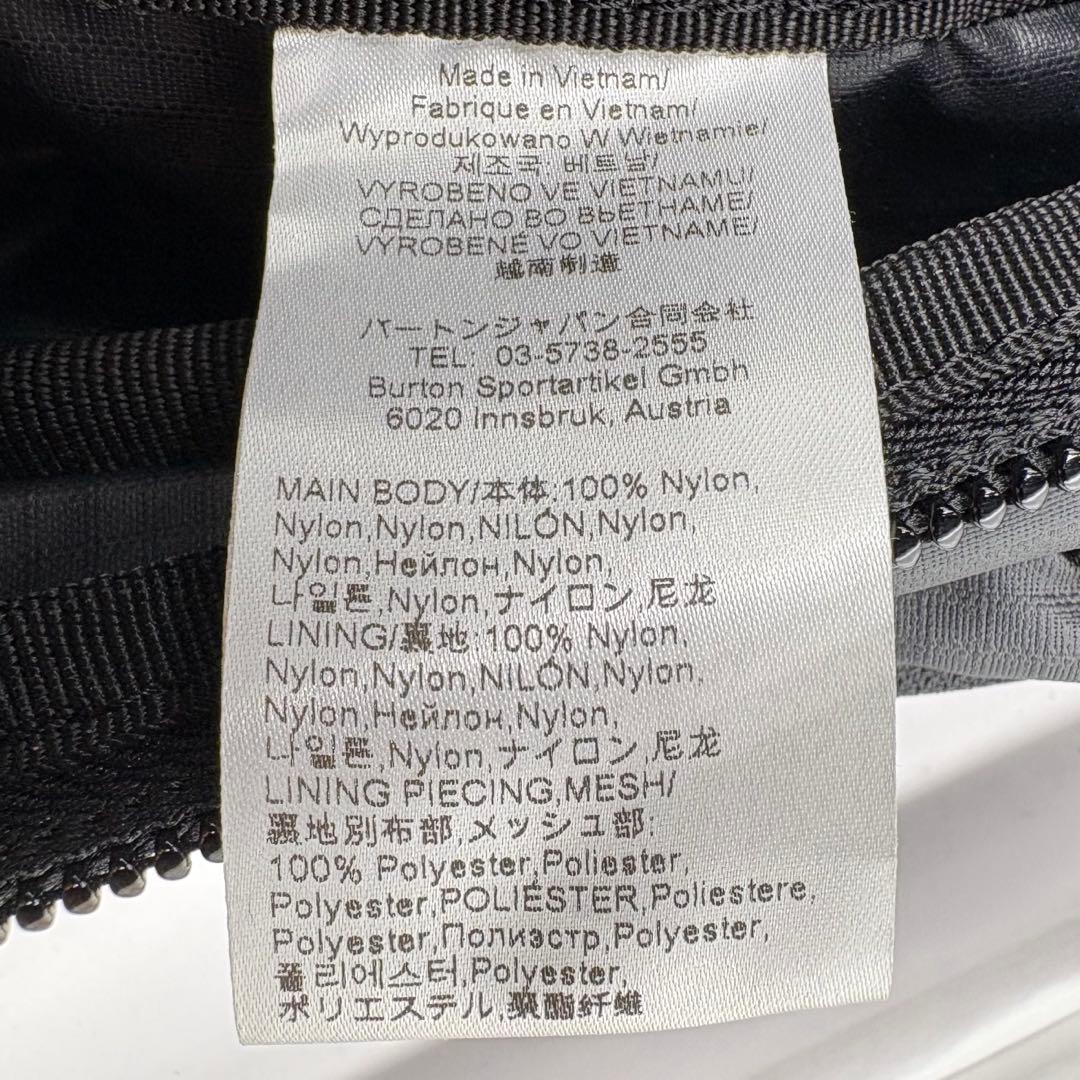 Made in Vietnam/
Fabrique en Vietnam/
Wyprodukowano W Wietnamie/
제조국: 베트남/
VYROBENO VE VIETNAMU/
СДЕЛАНО ВО ВЬЕТНАМЕ/
VYROBENÉ VO VIETNAME/
越南制造
バートンジャパン合同会社
TEL: 03-5738-2555
Burton Sportartikel Gmbh
6020 Innsbruk, Austria
MAIN BODY/本体:100% Nylon,
Nylon,Nylon,NILÓN,Nylon,
Nylon,Нейлон,Nylon,
나일론,Nylon,ナイロン,尼龙
LINING/裏地:100% Nylon,
Nylon,Nylon,NILÓN,Nylon,
Nylon,Нейлон,Nylon,
나일론,Nylon,ナイロン,尼龙
LINING PIECING,MESH/
裏地別布部,メッシュ部:
100% Polyester,Poliester,
Polyester,POLIÉSTER,Poliestere,
Polyester,Полиэстр,Polyester,
폴리에스터,Polyester,
ポリエステル,聚酯纤维